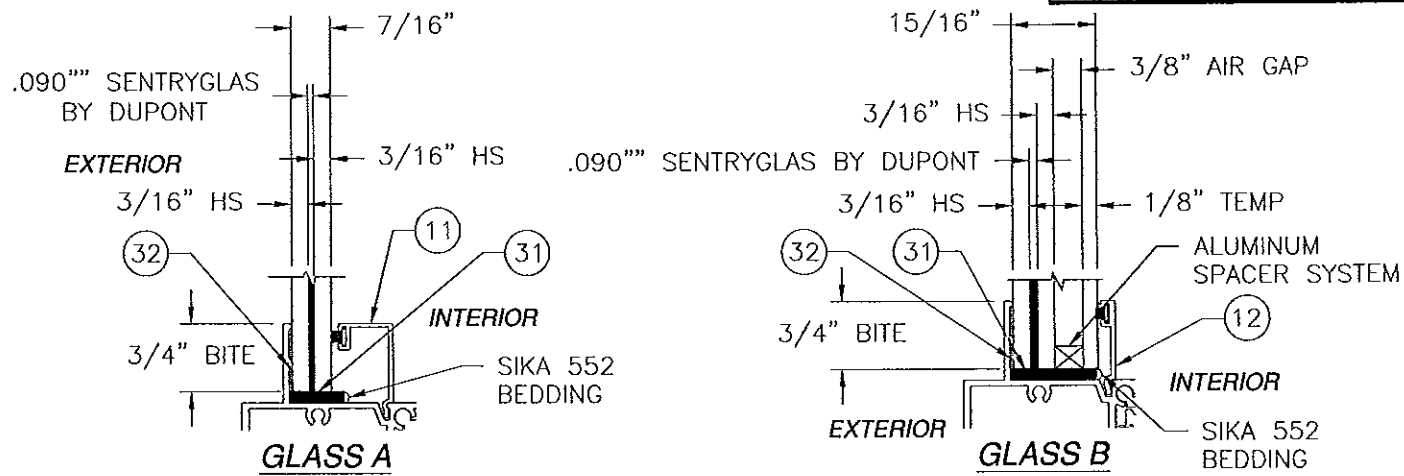 7/16"
.090"" SENTRYGLAS
BY DUPONT
EXTERIOR
3/16" HS
3/16" HS
32
11
31
INTERIOR
3/4" BITE
SIKA 552
BEDDING
GLASS A
15/16"
3/8" AIR GAP
3/16" HS
.090"" SENTRYGLAS BY DUPONT
3/16" HS
1/8" TEMP
32
31
ALUMINUM
SPACER SYSTEM
12
3/4" BITE
INTERIOR
EXTERIOR
SIKA 552
BEDDING
GLASS B